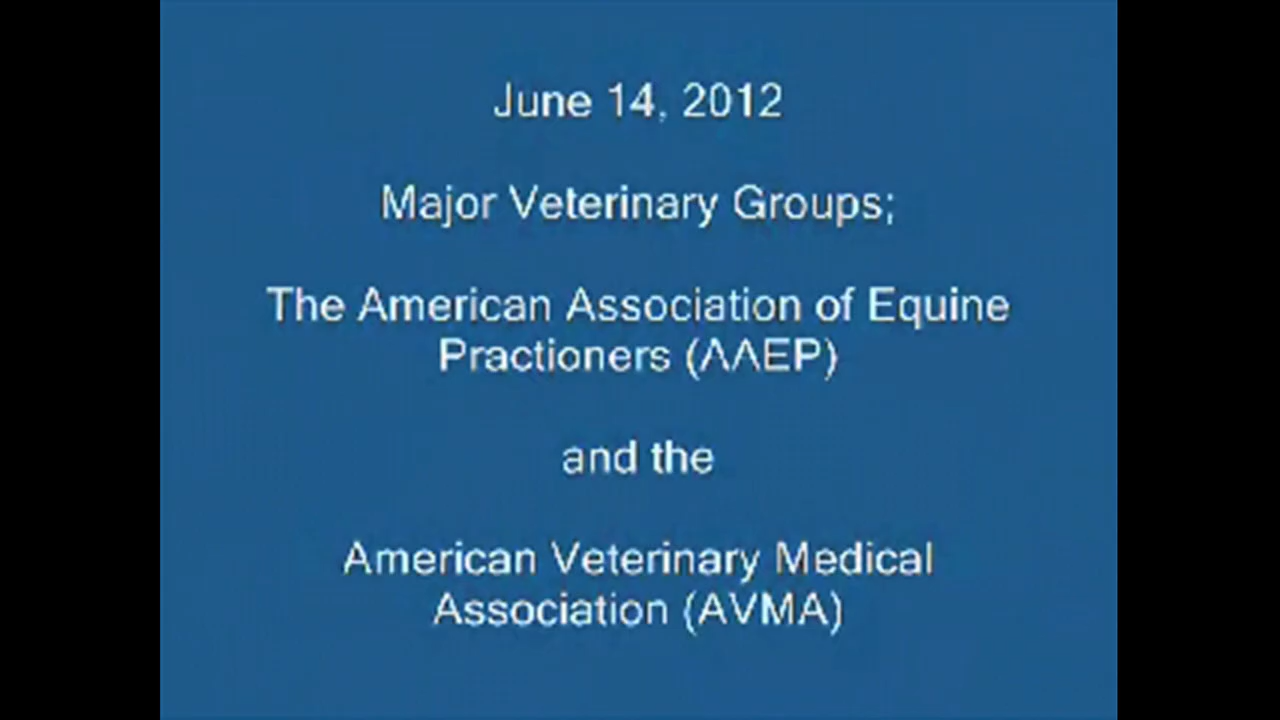 June 14, 2012
Major Veterinary Groups;
The American Association of Equine
Practioners (AAEP)
and the
American Veterinary Medical
Association (AVMA)